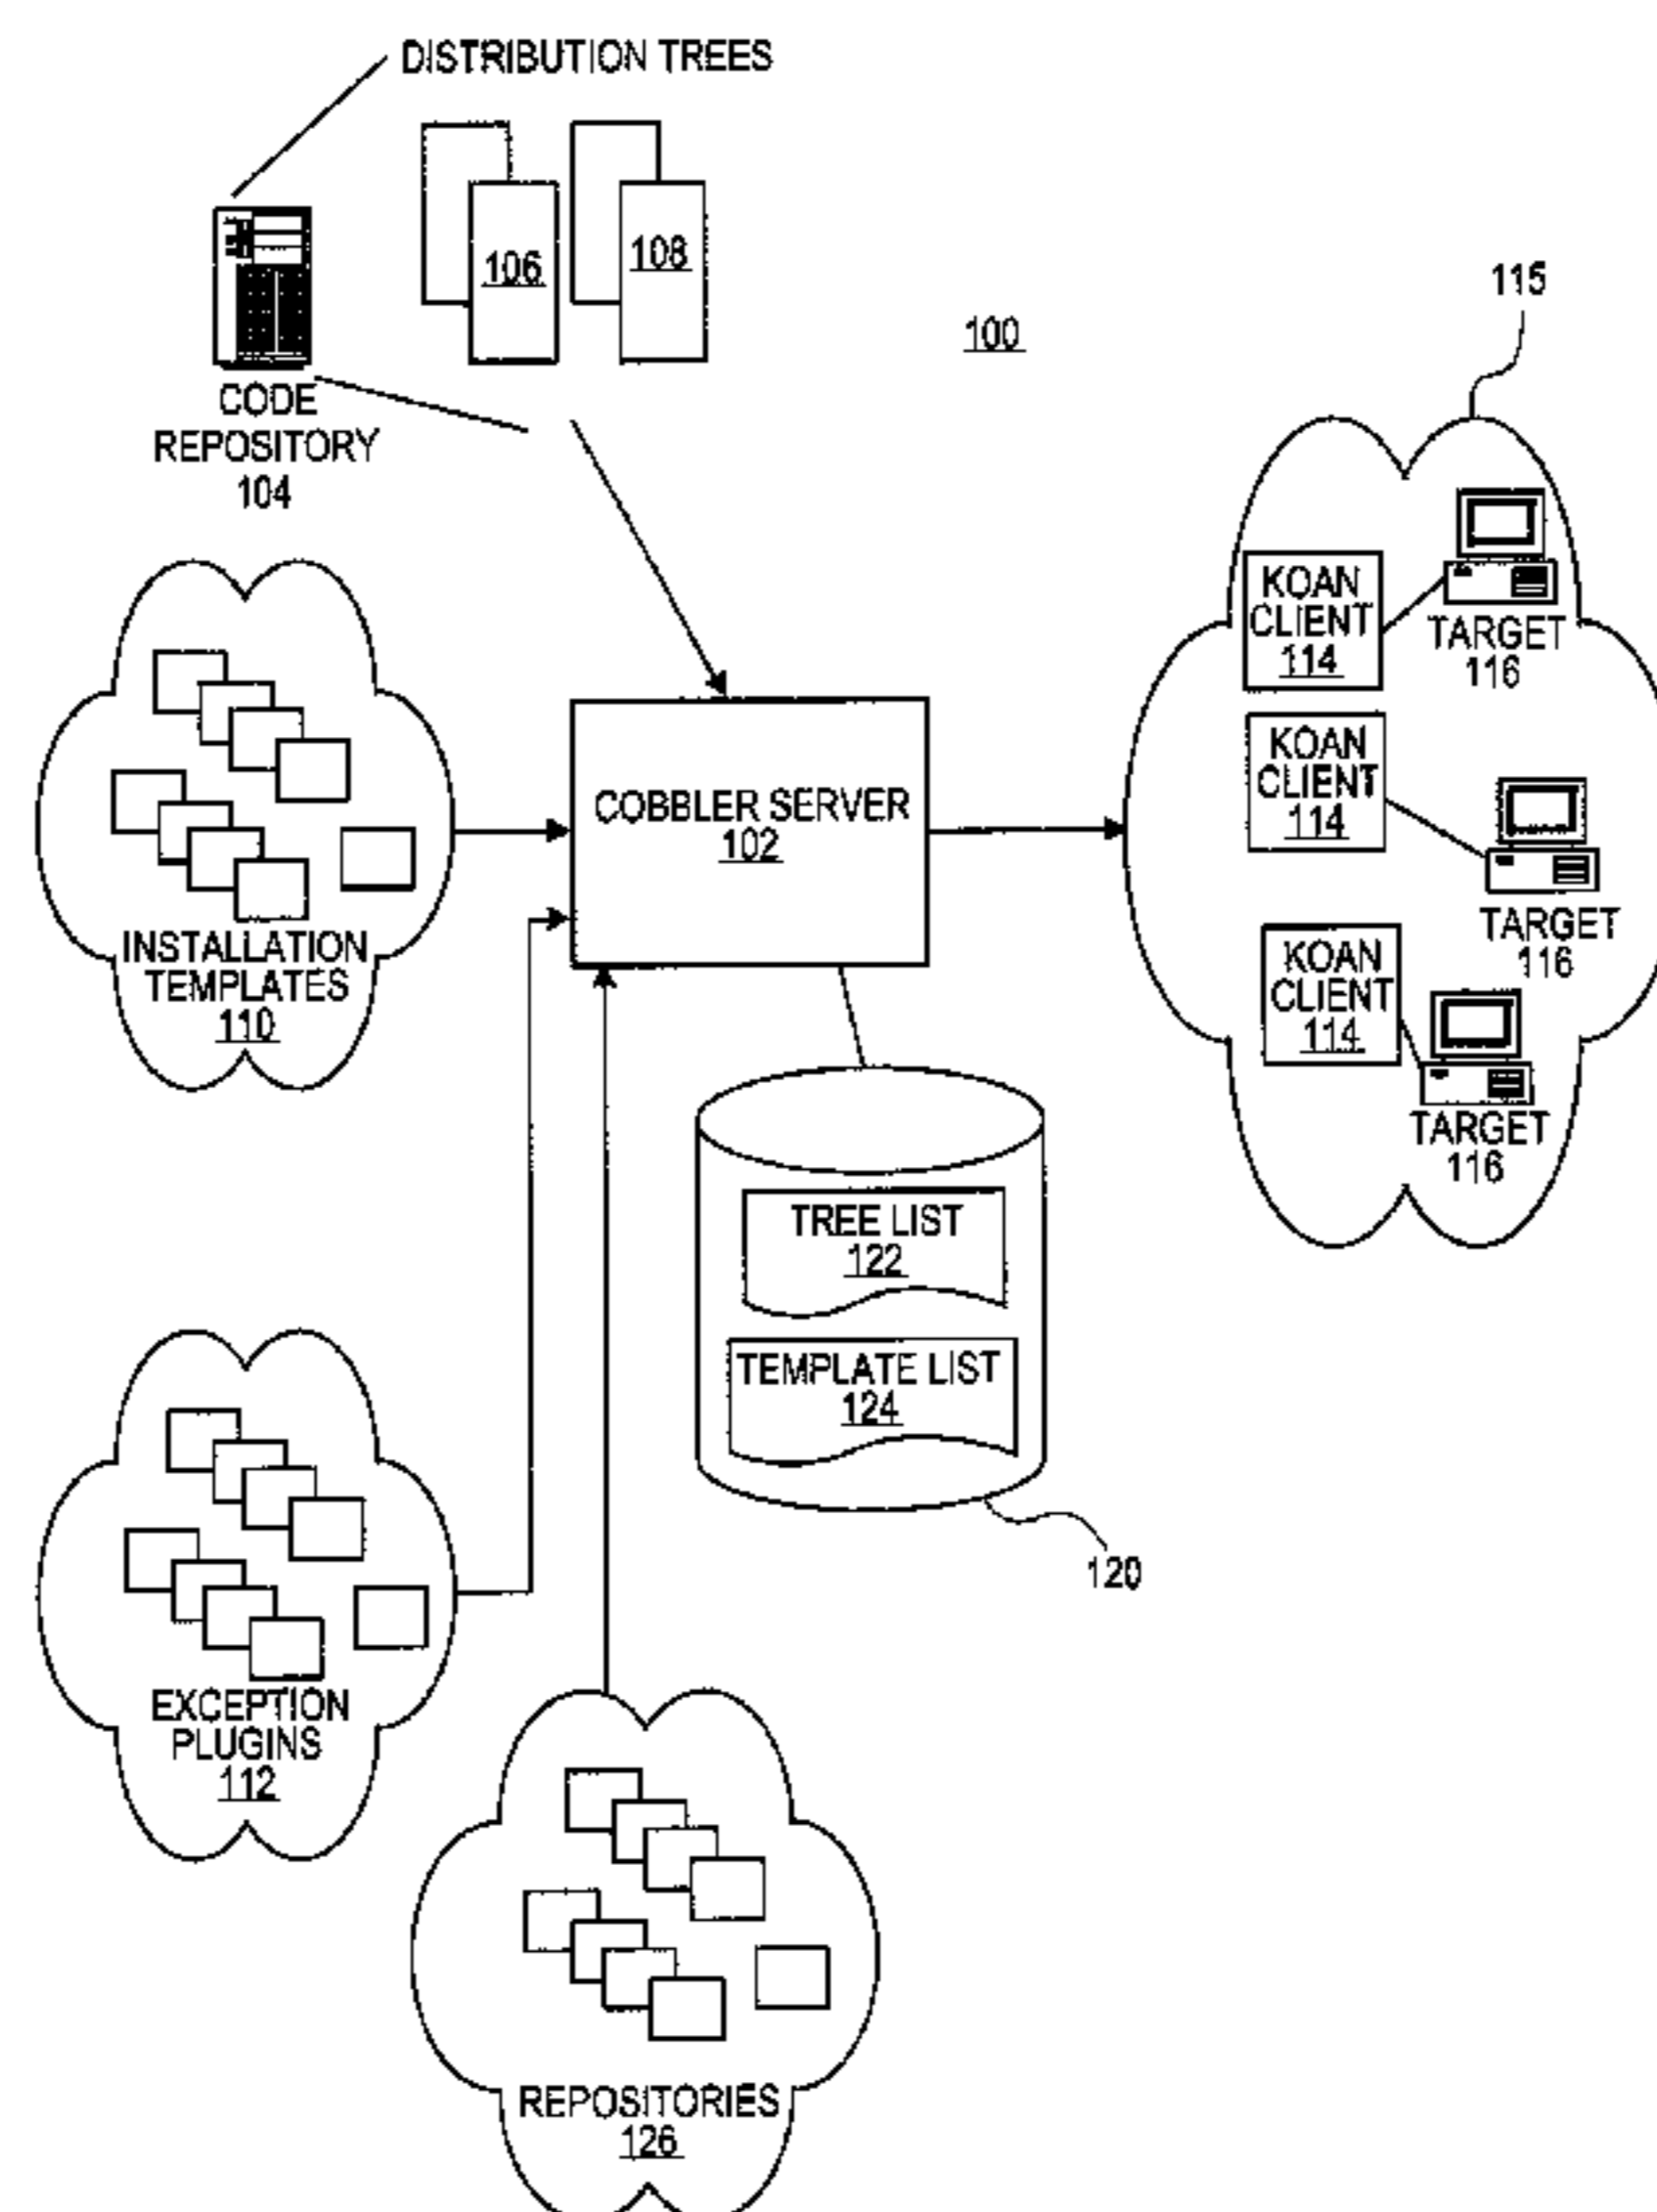 DISTRIBUTION TREES
106
108
100
115
CODE
REPOSITORY
104
KOAN
CLIENT
114
TARGET
116
KOAN
CLIENT
114
TARGET
116
KOAN
CLIENT
114
TARGET
116
COBBLER SERVER
102
INSTALLATION
TEMPLATES
110
TREE LIST
122
TEMPLATE LIST
124
120
EXCEPTION
PLUGINS
112
REPOSITORIES
126